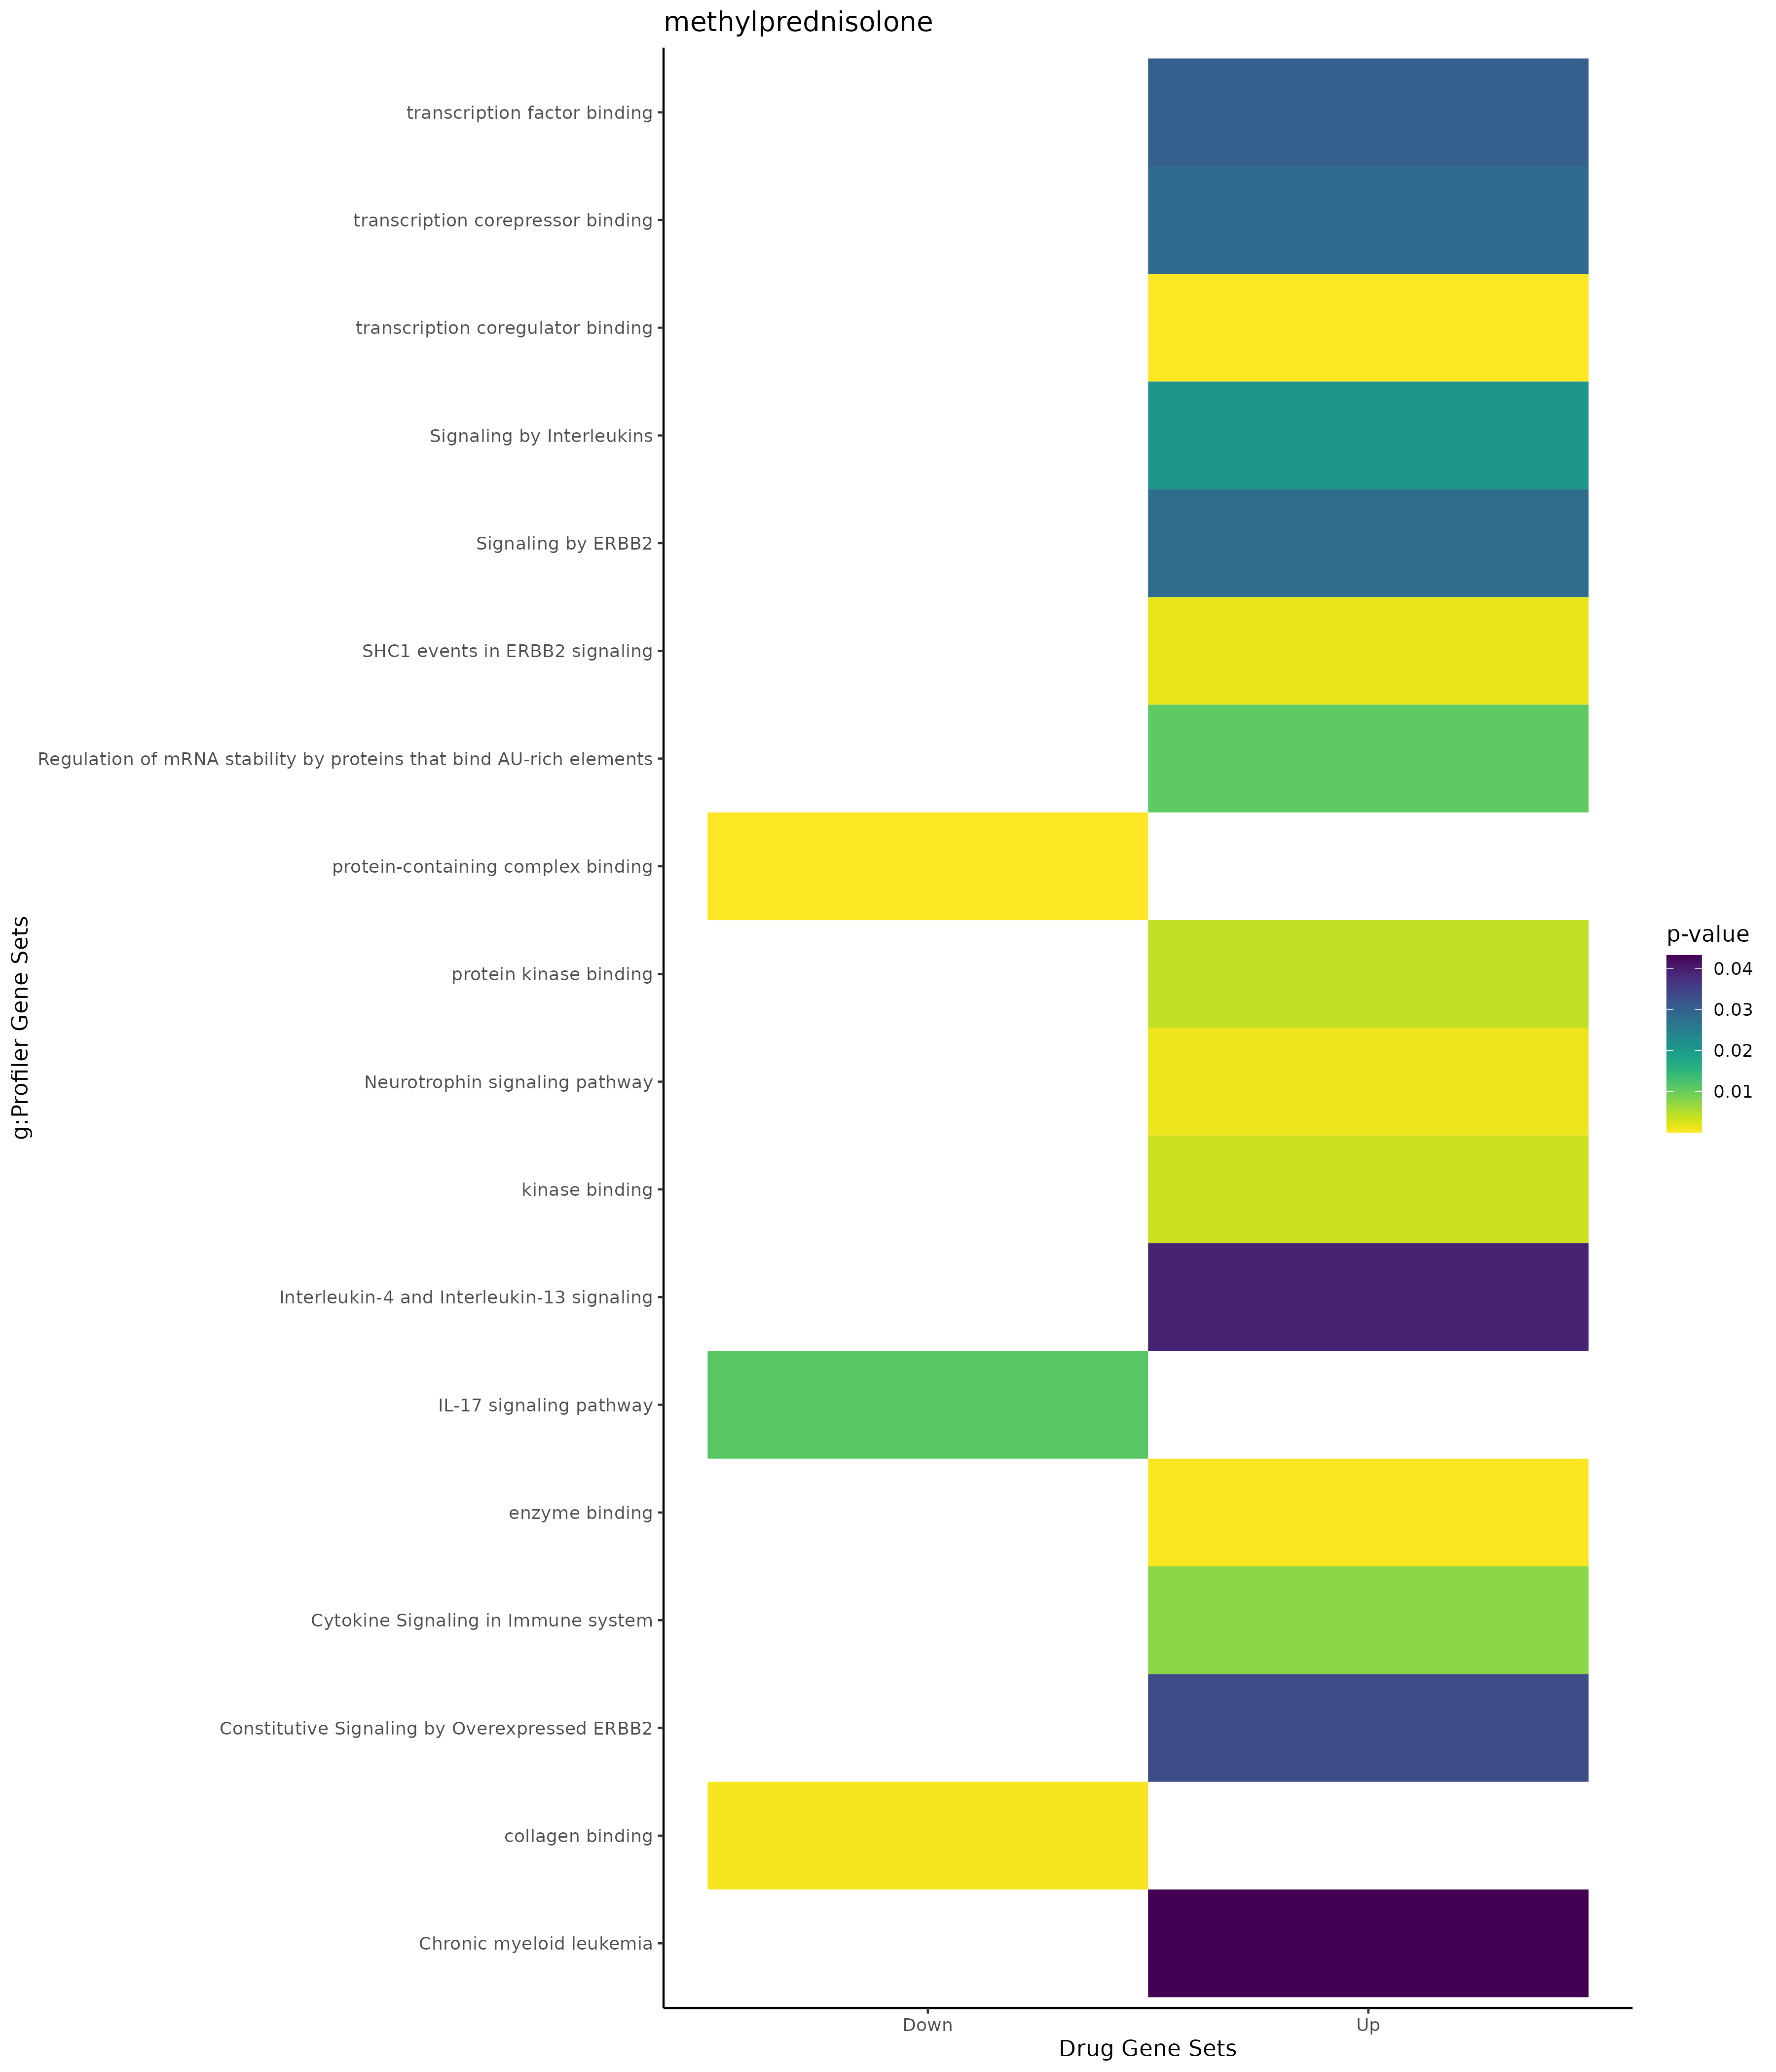 methylprednisolone
transcription factor binding
transcription corepressor binding
transcription coregulator binding
Signaling by Interleukins
Signaling by ERBB2
SHC1 events in ERBB2 signaling
Regulation of mRNA stability by proteins that bind AU-rich elements
protein-containing complex binding
protein kinase binding
Neurotrophin signaling pathway
kinase binding
Interleukin-4 and Interleukin-13 signaling
IL-17 signaling pathway
enzyme binding
Cytokine Signaling in Immune system
Constitutive Signaling by Overexpressed ERBB2
collagen binding
Chronic myeloid leukemia
g:Profiler Gene Sets
Down
Up
Drug Gene Sets
p-value
0.04
0.03
0.02
0.01